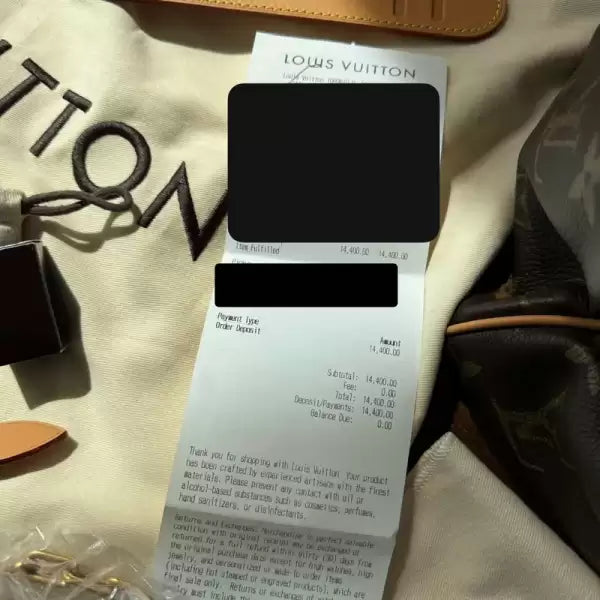 LOUIS VUITTON
Louis Vuitton
UITTON
Item Fulfilled 14,400.00 14,400.00
Payment Type Amount
Order Deposit 14,400.00
Subtotal: 14,400.00
Fee: 0.00
Total: 14,400.00
Deposit/Payments: 14,400.00
Balance Due: 0.00
Thank you for shopping with Louis Vuitton. Your product
has been crafted by experienced artisans with the finest
materials. Please prevent any contact with oil or
alcohol-based substances such as cosmetics, perfumes,
hand sanitizers, or disinfectants.
Returns and Exchanges: Merchandise in perfect saleable
condition with original receipt may be exchanged or
returned for a full refund within thirty (30) days from
the original purchase date except for high watches, high
jewelry, and personalized or made to order items
(including hot stamped or engraved products), which are
final sale only. Returns or exchanges of
must include